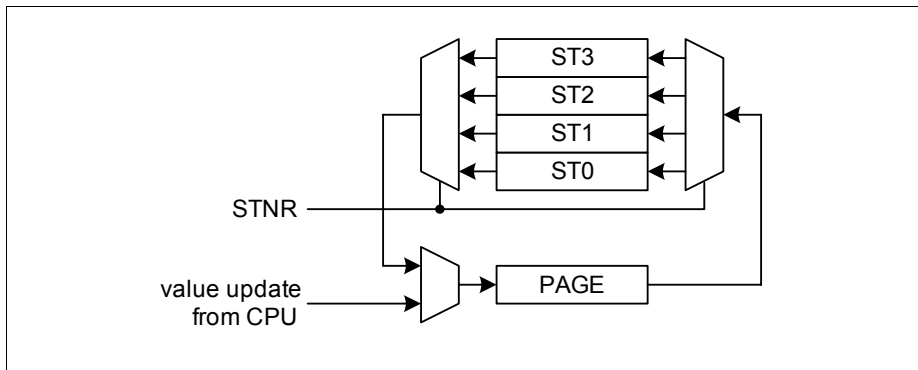 ST3
ST2
ST1
ST0
STNR
value update
from CPU
PAGE